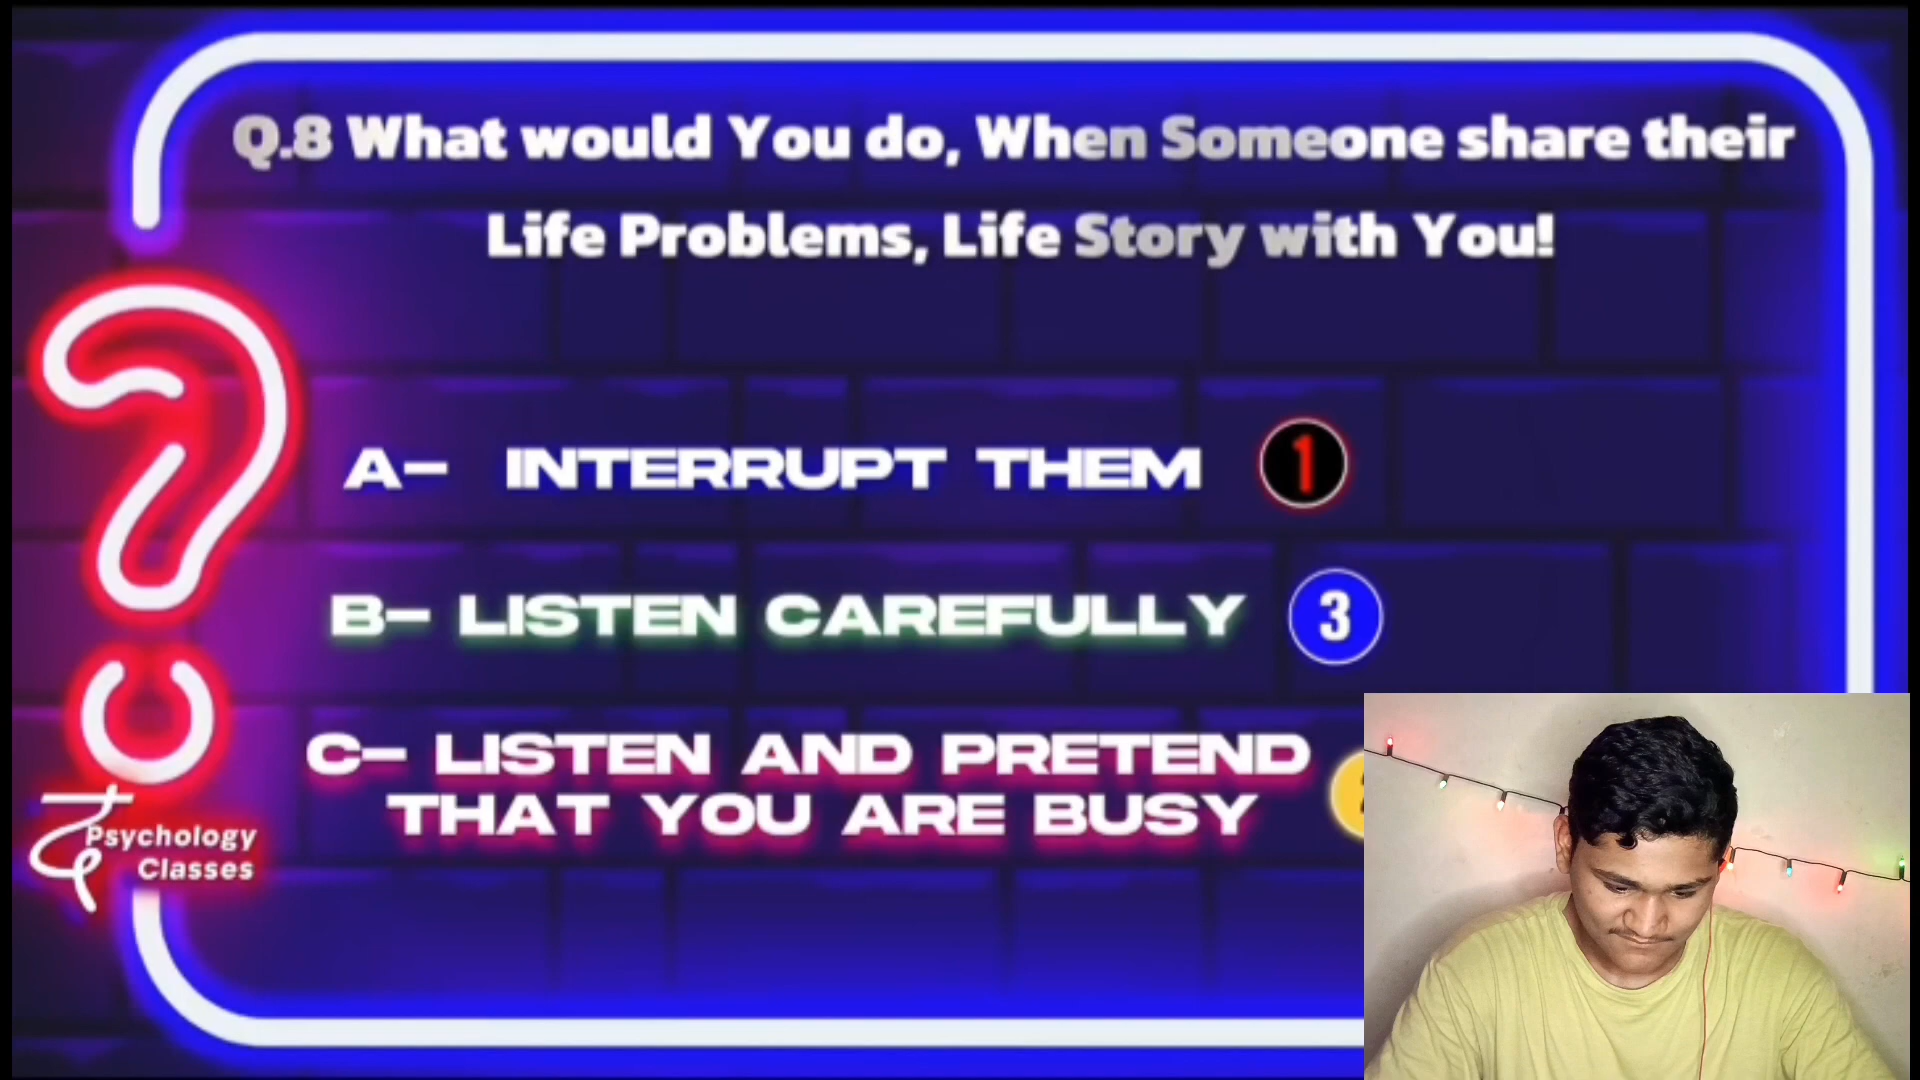 Q.8 What would You do, When Someone share their
Life Problems, Life Story with You!
A- INTERRUPT THEM 1
B- LISTEN CAREFULLY 3
C- LISTEN AND PRETEND
THAT YOU ARE BUSY
Psychology
Classes